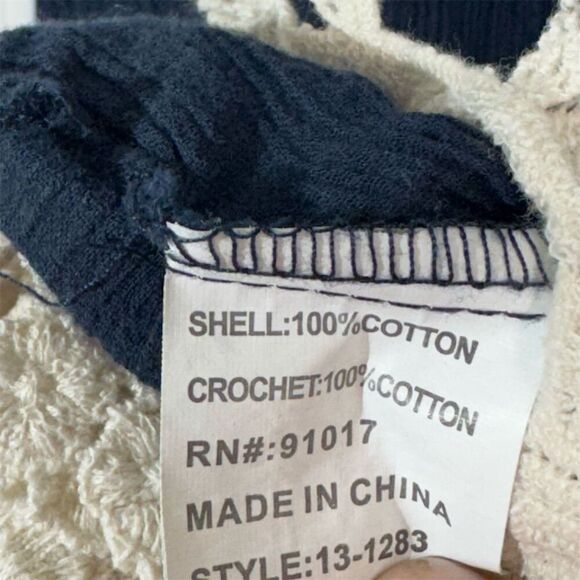 SHELL:100%COTTON
CROCHET:100%COTTON
RN#:91017
MADE IN CHINA
STYLE:13-1283